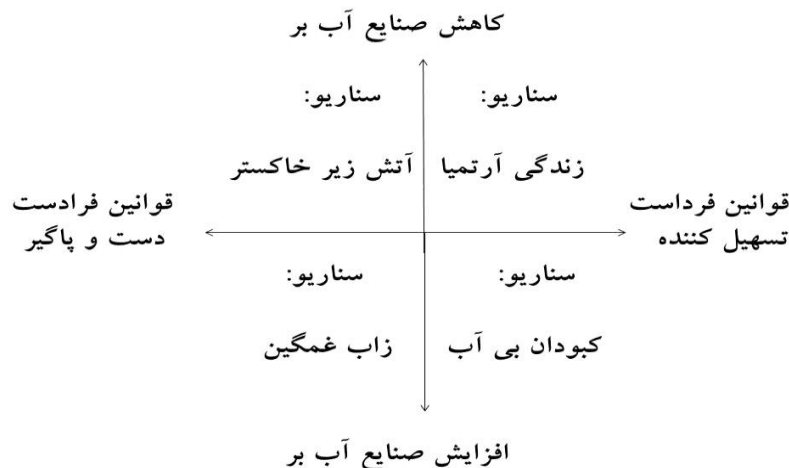 کاهش صنایع آب بر
سناریو:
زندگی آرتمیا
سناریو:
آتش زیر خاکستر
قوانین فرداست
تسهیل کننده
قوانین فرادست
دست و پاگیر
سناریو:
کبودان بی آب
سناریو:
زاب غمگین
افزایش صنایع آب بر